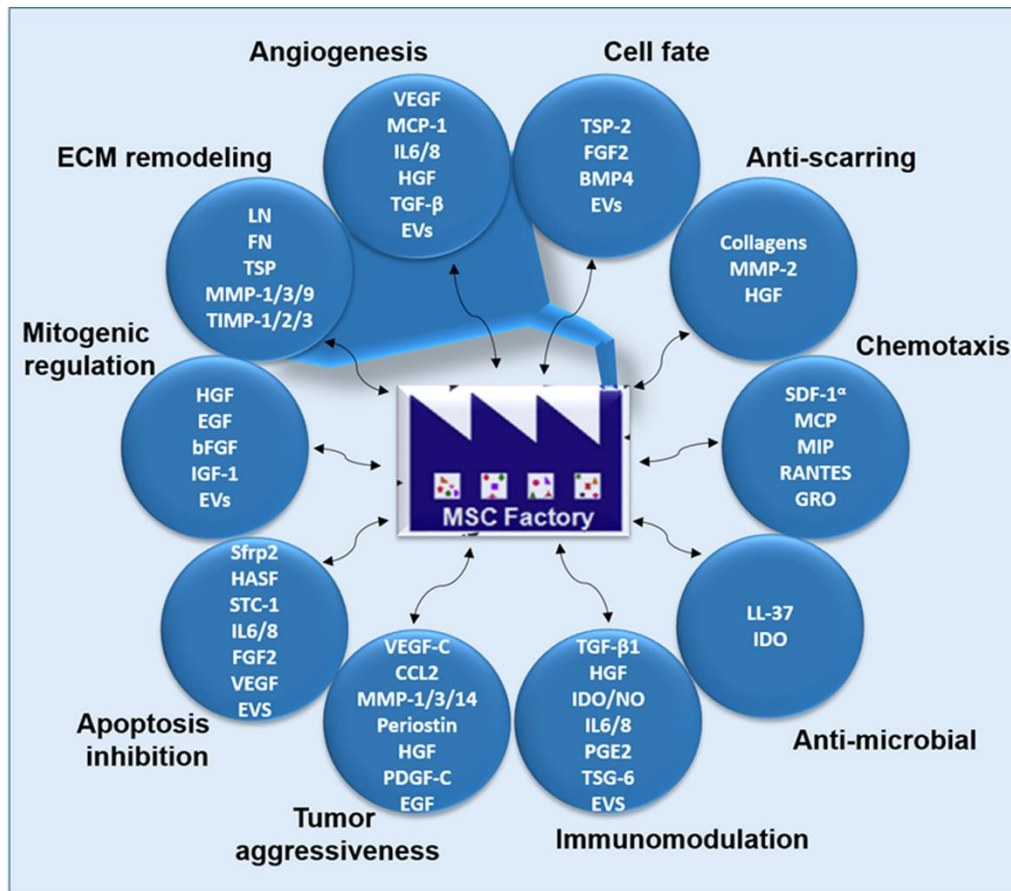 Angiogenesis
VEGF
MCP-1
IL6/8
HGF
TGF-β
EVs
Cell fate
TSP-2
FGF2
BMP4
EVs
Anti-scarring
Collagens
MMP-2
HGF
Chemotaxis
SDF-1ᵅ
MCP
MIP
RANTES
GRO
Anti-microbial
LL-37
IDO
Immunomodulation
TGF-β1
HGF
IDO/NO
IL6/8
PGE2
TSG-6
EVS
Tumor
aggressiveness
VEGF-C
CCL2
MMP-1/3/14
Periostin
HGF
PDGF-C
EGF
Apoptosis
inhibition
Sfrp2
HASF
STC-1
IL6/8
FGF2
VEGF
EVS
Mitogenic
regulation
HGF
EGF
bFGF
IGF-1
EVs
ECM remodeling
LN
FN
TSP
MMP-1/3/9
TIMP-1/2/3
MSC Factory